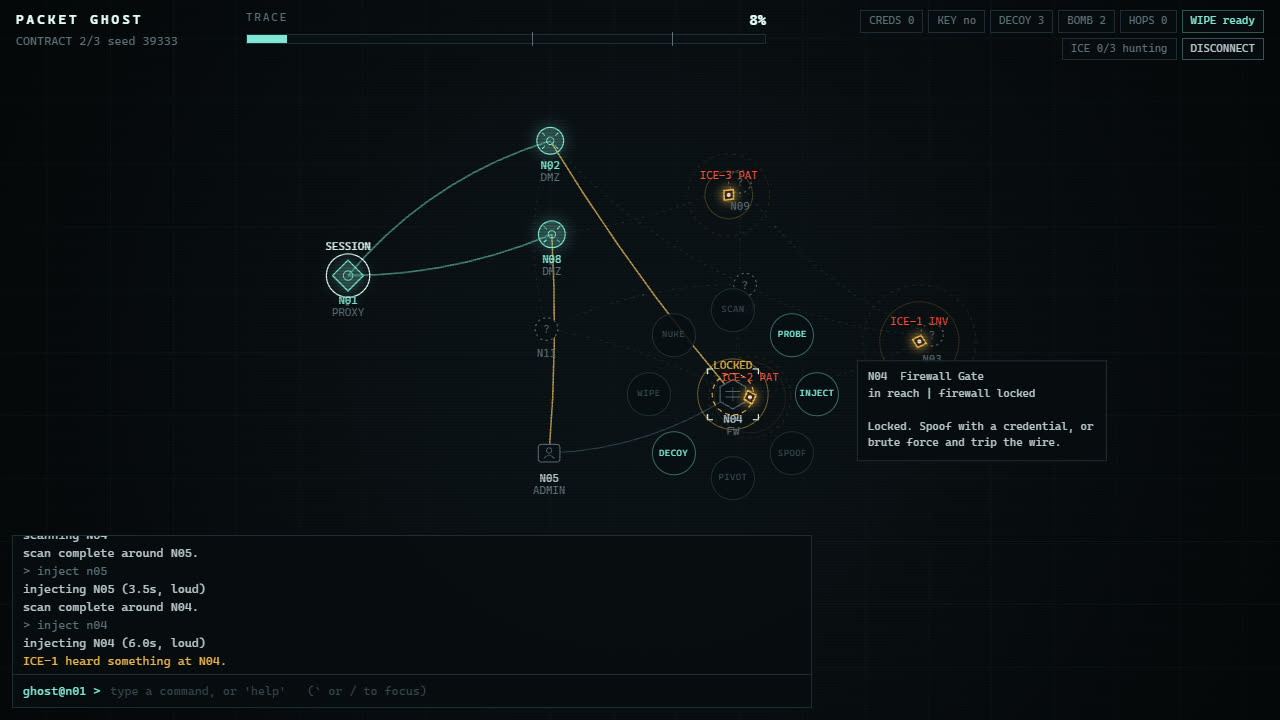 PACKET GHOST
CONTRACT 2/3 seed 39333
TRACE
8%
CREDS 0
KEY no
DECOY 3
BOMB 2
HOPS 0
WIPE ready
ICE 0/3 hunting
DISCONNECT
N02
DMZ
ICE-3 PAT
N09
SESSION
N08
DMZ
N01
PROXY
?
SCAN
ICE-1 INV
?
N03
NUKE
PROBE
?
N11
LOCKED
ICE-2 PAT
WIPE
INJECT
N04
FW
DECOY
SPOOF
PIVOT
N05
ADMIN
N04 Firewall Gate
in reach | firewall locked
Locked. Spoof with a credential, or
brute force and trip the wire.
scanning N04
scan complete around N05.
> inject n05
injecting N05 (3.5s, loud)
scan complete around N04.
> inject n04
injecting N04 (6.0s, loud)
ICE-1 heard something at N04.
ghost@n01 > type a command, or 'help' (` or / to focus)